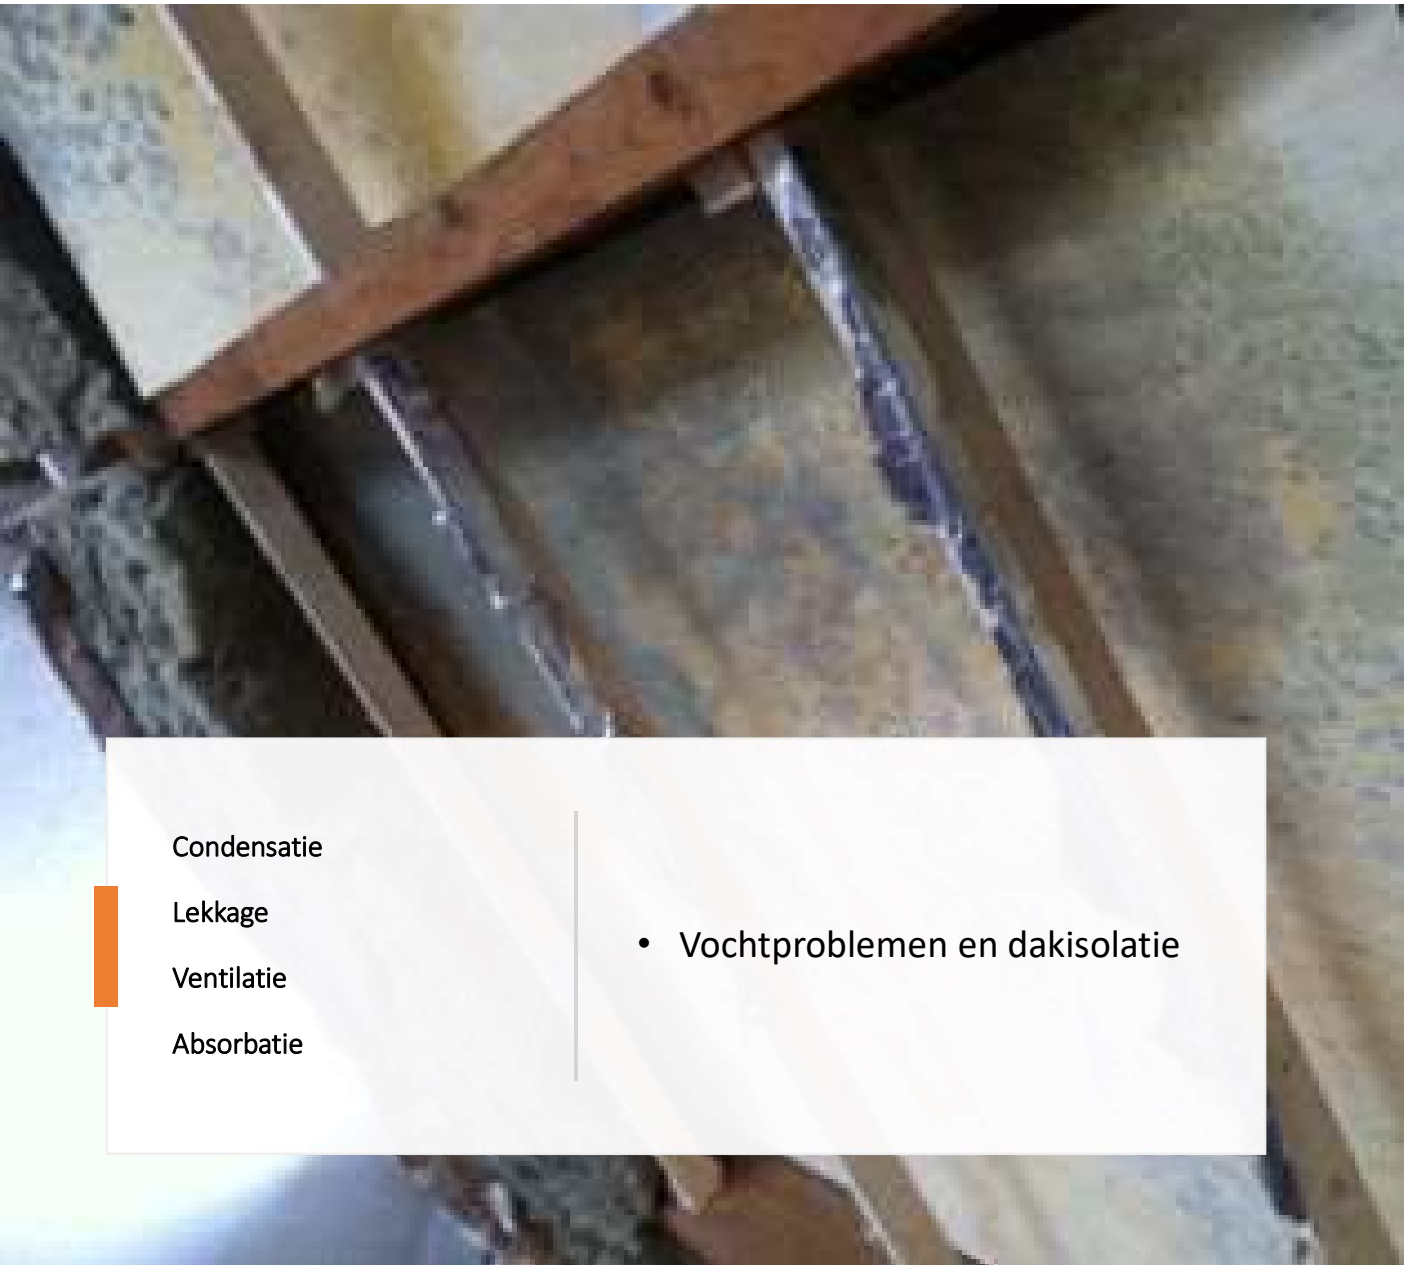 Condensatie
Lekkage
Ventilatie
Absorbatie
• Vochtproblemen en dakisolatie